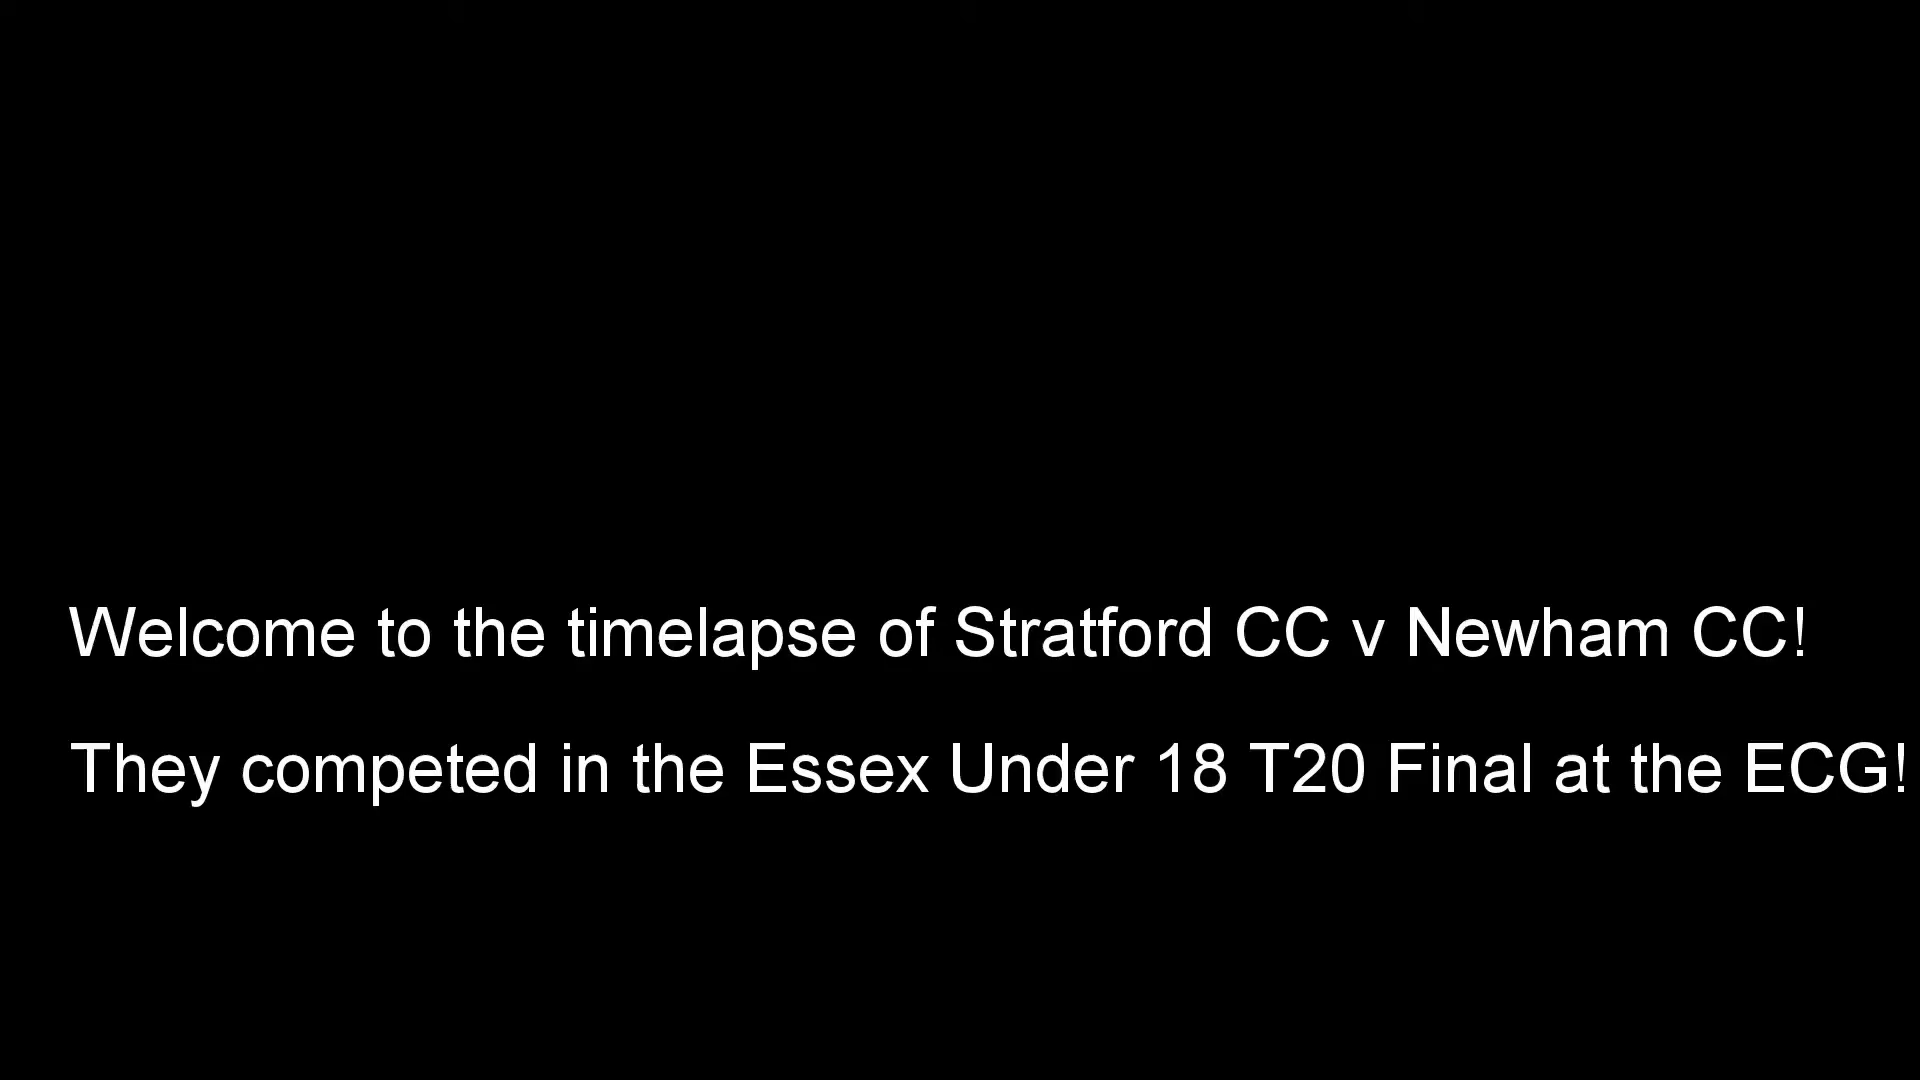 Welcome to the timelapse of Stratford CC v Newham CC!
They competed in the Essex Under 18 T20 Final at the ECG!